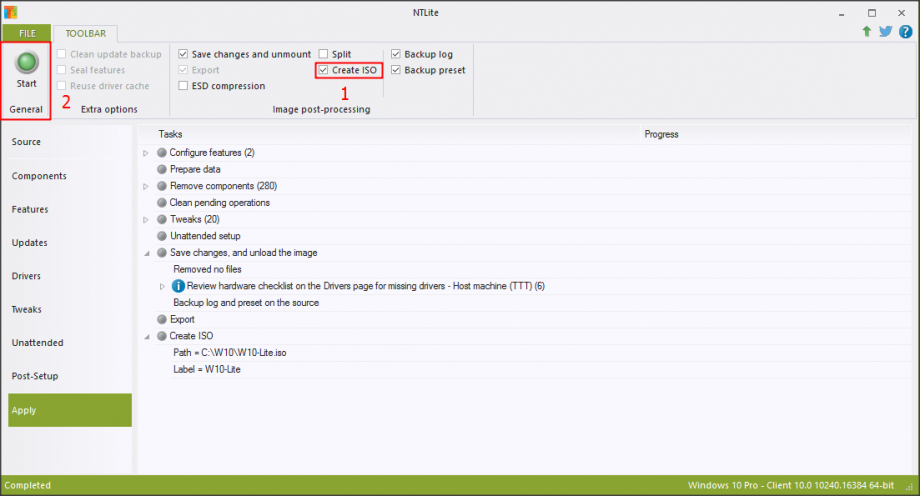 NTLite
FILE
TOOLBAR
Start
General
Clean update backup
Seal features
Reuse driver cache
2
Extra options
Save changes and unmount
Export
ESD compression
Split
Create ISO
1
Image post-processing
Backup log
Backup preset
Source
Components
Features
Updates
Drivers
Tweaks
Unattended
Post-Setup
Apply
Tasks
Progress
Configure features (2)
Prepare data
Remove components (280)
Clean pending operations
Tweaks (20)
Unattended setup
Save changes, and unload the image
Removed no files
Review hardware checklist on the Drivers page for missing drivers - Host machine (TTT) (6)
Backup log and preset on the source
Export
Create ISO
Path = C:\W10\W10-Lite.iso
Label = W10-Lite
Completed
Windows 10 Pro - Client 10.0 10240.16384 64-bit